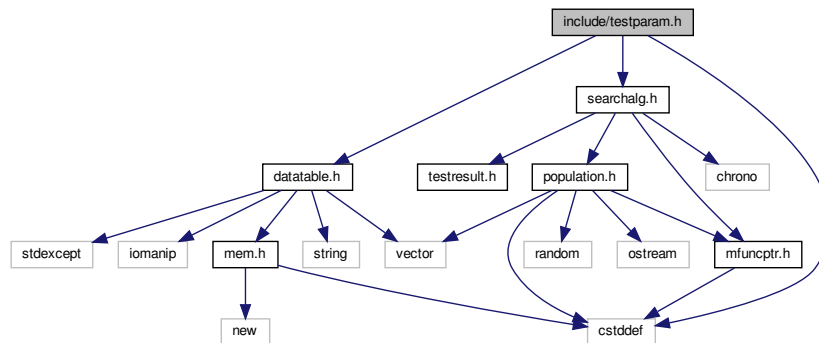 include/testparam.h
searchalg.h
datatable.h
testresult.h
population.h
chrono
stdexcept
iomanip
mem.h
string
vector
random
ostream
mfuncptr.h
new
cstddef